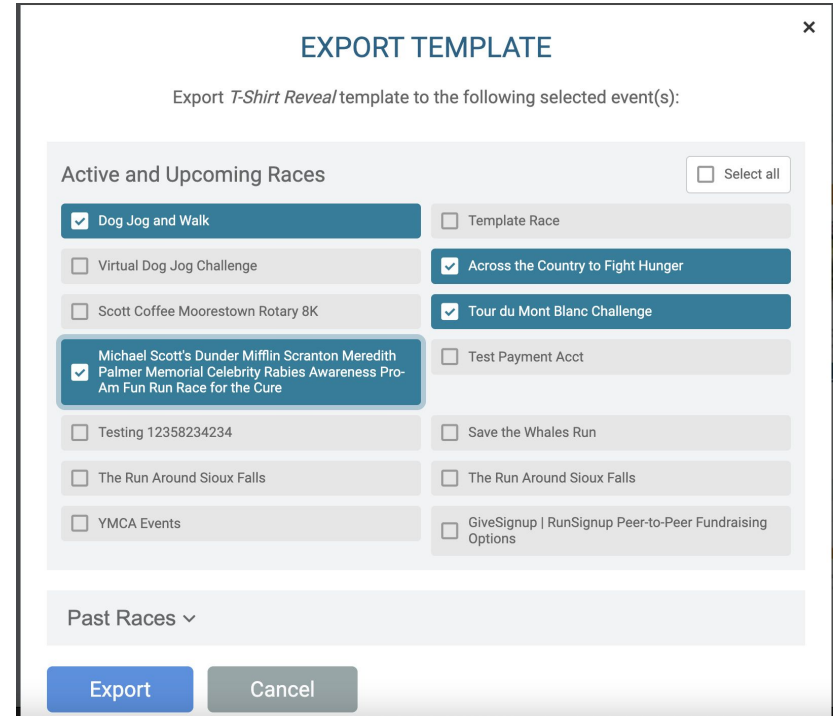 ×
EXPORT TEMPLATE
Export T-Shirt Reveal template to the following selected event(s):
Active and Upcoming Races
Select all
Dog Jog and Walk
Template Race
Virtual Dog Jog Challenge
Across the Country to Fight Hunger
Scott Coffee Moorestown Rotary 8K
Tour du Mont Blanc Challenge
Michael Scott's Dunder Mifflin Scranton Meredith
Palmer Memorial Celebrity Rabies Awareness Pro-
Am Fun Run Race for the Cure
Test Payment Acct
Testing 12358234234
Save the Whales Run
The Run Around Sioux Falls
The Run Around Sioux Falls
YMCA Events
GiveSignup | RunSignup Peer-to-Peer Fundraising
Options
Past Races
Export
Cancel